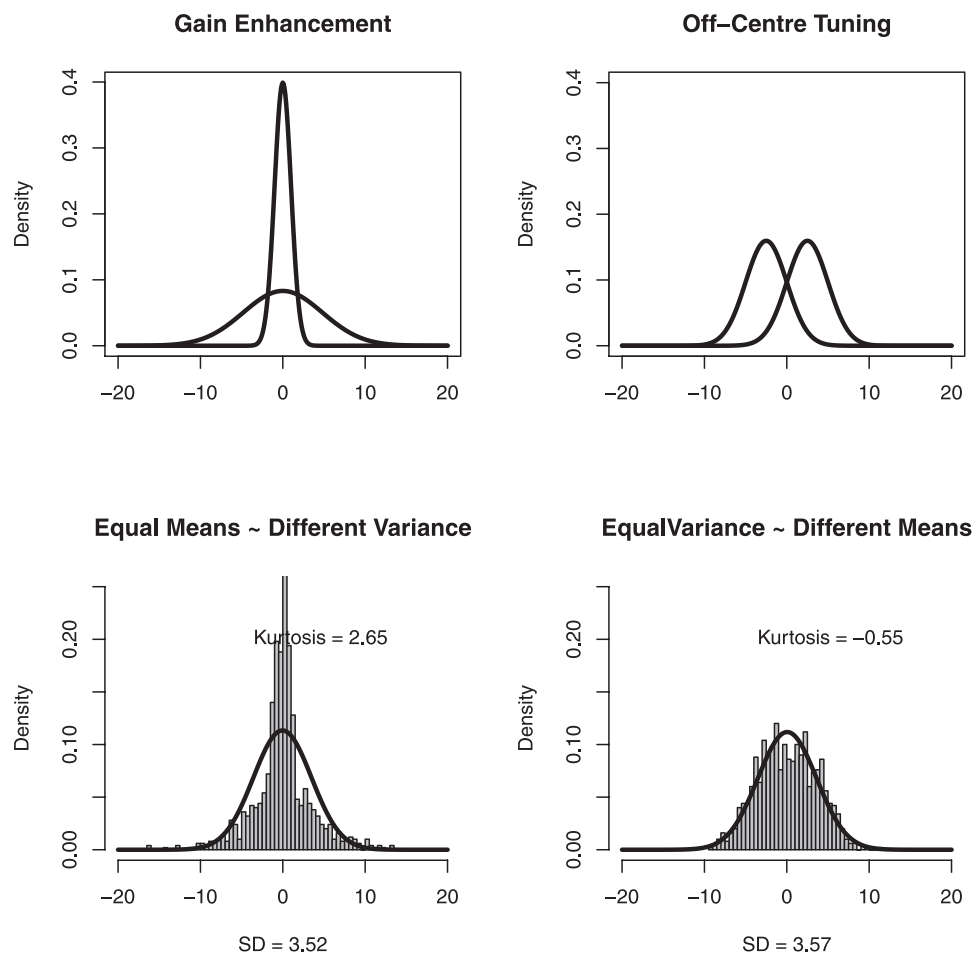 Gain Enhancement
Density
0.0 0.1 0.2 0.3 0.4
−20 −10 0 10 20
Off−Centre Tuning
Density
0.0 0.1 0.2 0.3 0.4
−20 −10 0 10 20
Equal Means ~ Different Variance
Kurtosis = 2.65
Density
0.00 0.10 0.20
−20 −10 0 10 20
SD = 3.52
EqualVariance ~ Different Means
Kurtosis = −0.55
Density
0.00 0.10 0.20
−20 −10 0 10 20
SD = 3.57